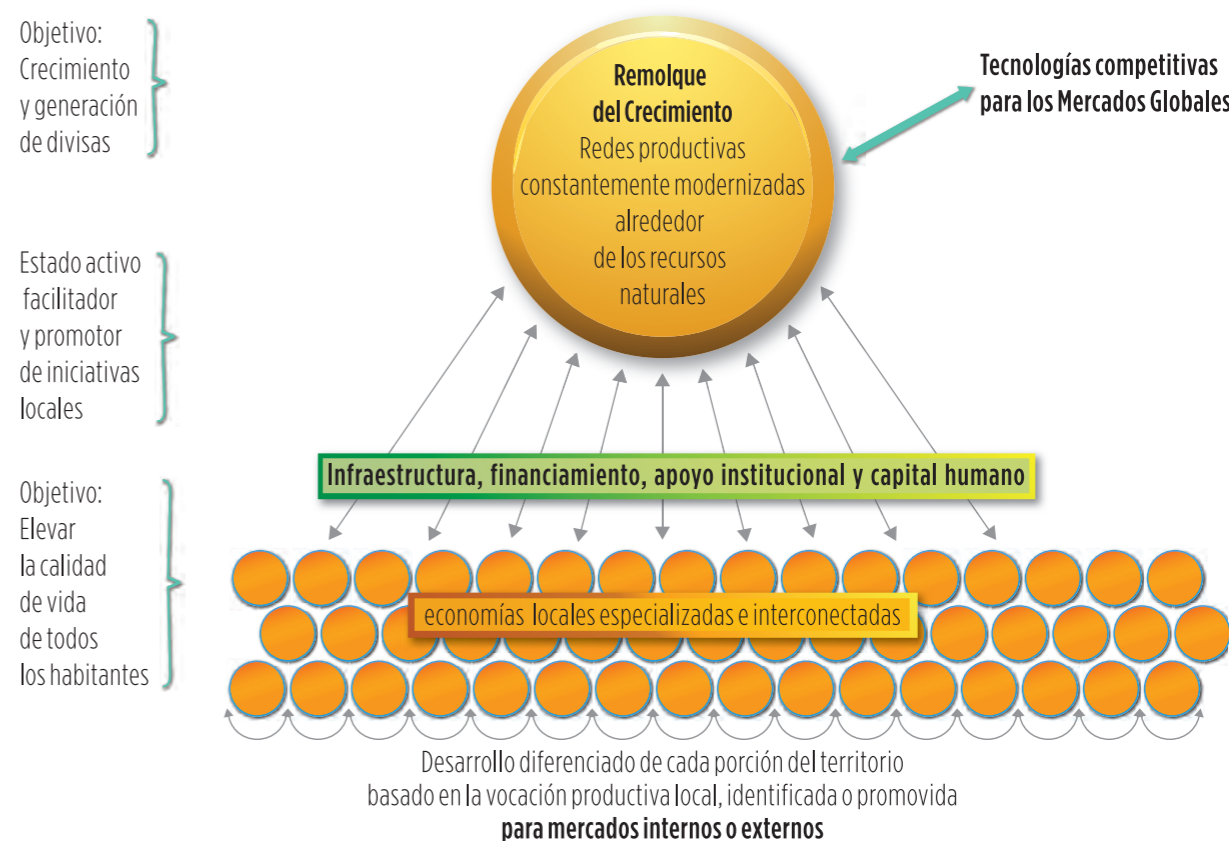 Objetivo:
Crecimiento
y generación
de divisas
Remolque
del Crecimiento
Redes productivas
constantemente modernizadas
alrededor
de los recursos
naturales
Tecnologías competitivas
para los Mercados Globales
Estado activo
facilitador
y promotor
de iniciativas
locales
Infraestructura, financiamiento, apoyo institucional y capital humano
Objetivo:
Elevar
la calidad
de vida
de todos
los habitantes
economías locales especializadas e interconectadas
Desarrollo diferenciado de cada porción del territorio
basado en la vocación productiva local, identificada o promovida
para mercados internos o externos